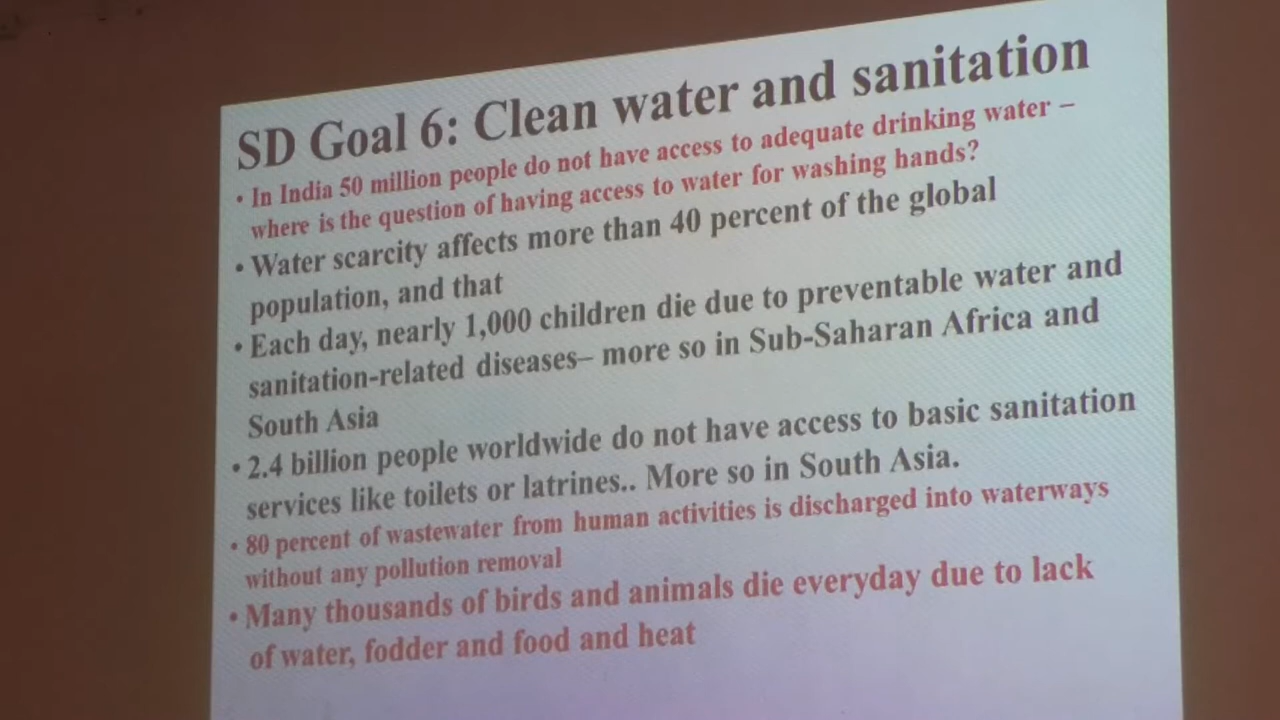 SD Goal 6: Clean water and sanitation
• In India 50 million people do not have access to adequate drinking water –
where is the question of having access to water for washing hands?
• Water scarcity affects more than 40 percent of the global
population, and that
• Each day, nearly 1,000 children die due to preventable water and
sanitation-related diseases– more so in Sub-Saharan Africa and
South Asia
• 2.4 billion people worldwide do not have access to basic sanitation
services like toilets or latrines.. More so in South Asia.
• 80 percent of wastewater from human activities is discharged into waterways
without any pollution removal
• Many thousands of birds and animals die everyday due to lack
of water, fodder and food and heat